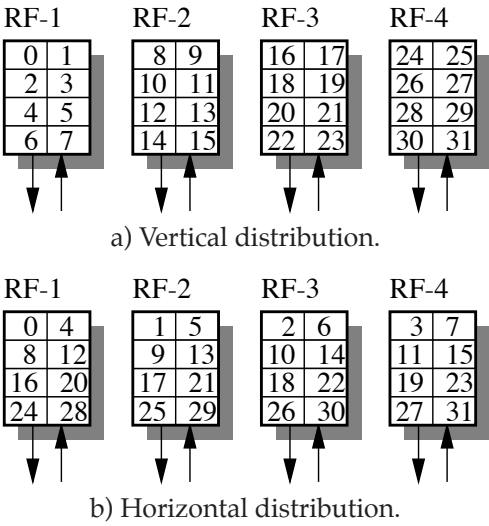 RF-1 RF-2 RF-3 RF-4
0 1 8 9 16 17 24 25
2 3 10 11 18 19 26 27
4 5 12 13 20 21 28 29
6 7 14 15 22 23 30 31
a) Vertical distribution.
RF-1 RF-2 RF-3 RF-4
0 4 1 5 2 6 3 7
8 12 9 13 10 14 11 15
16 20 17 21 18 22 19 23
24 28 25 29 26 30 27 31
b) Horizontal distribution.